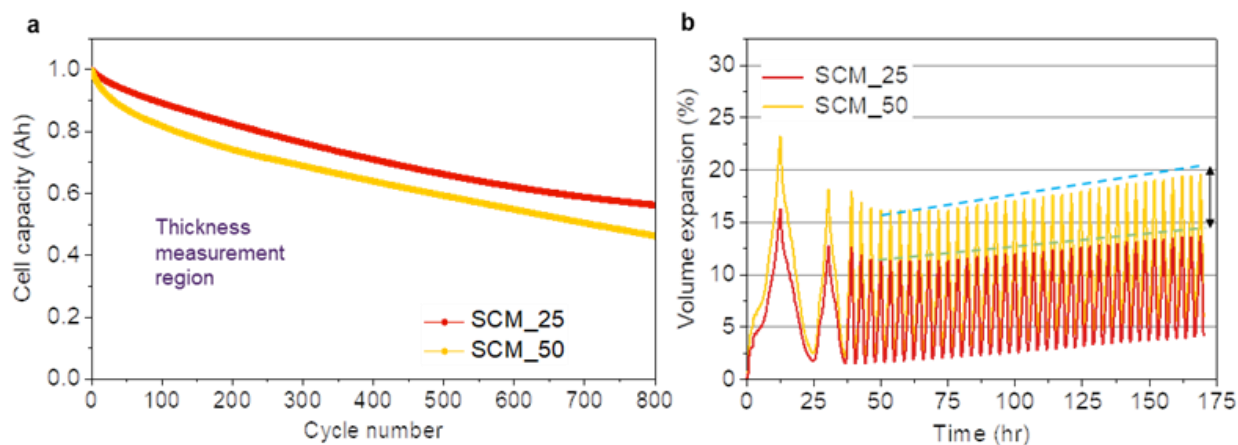 a
Cell capacity (Ah)
1.0
0.8
0.6
0.4
0.2
0.0
Thickness
measurement
region
SCM_25
SCM_50
0 100 200 300 400 500 600 700 800
Cycle number
b
Volume expansion (%)
30
25
20
15
10
5
0
SCM_25
SCM_50
0 25 50 75 100 125 150 175
Time (hr)